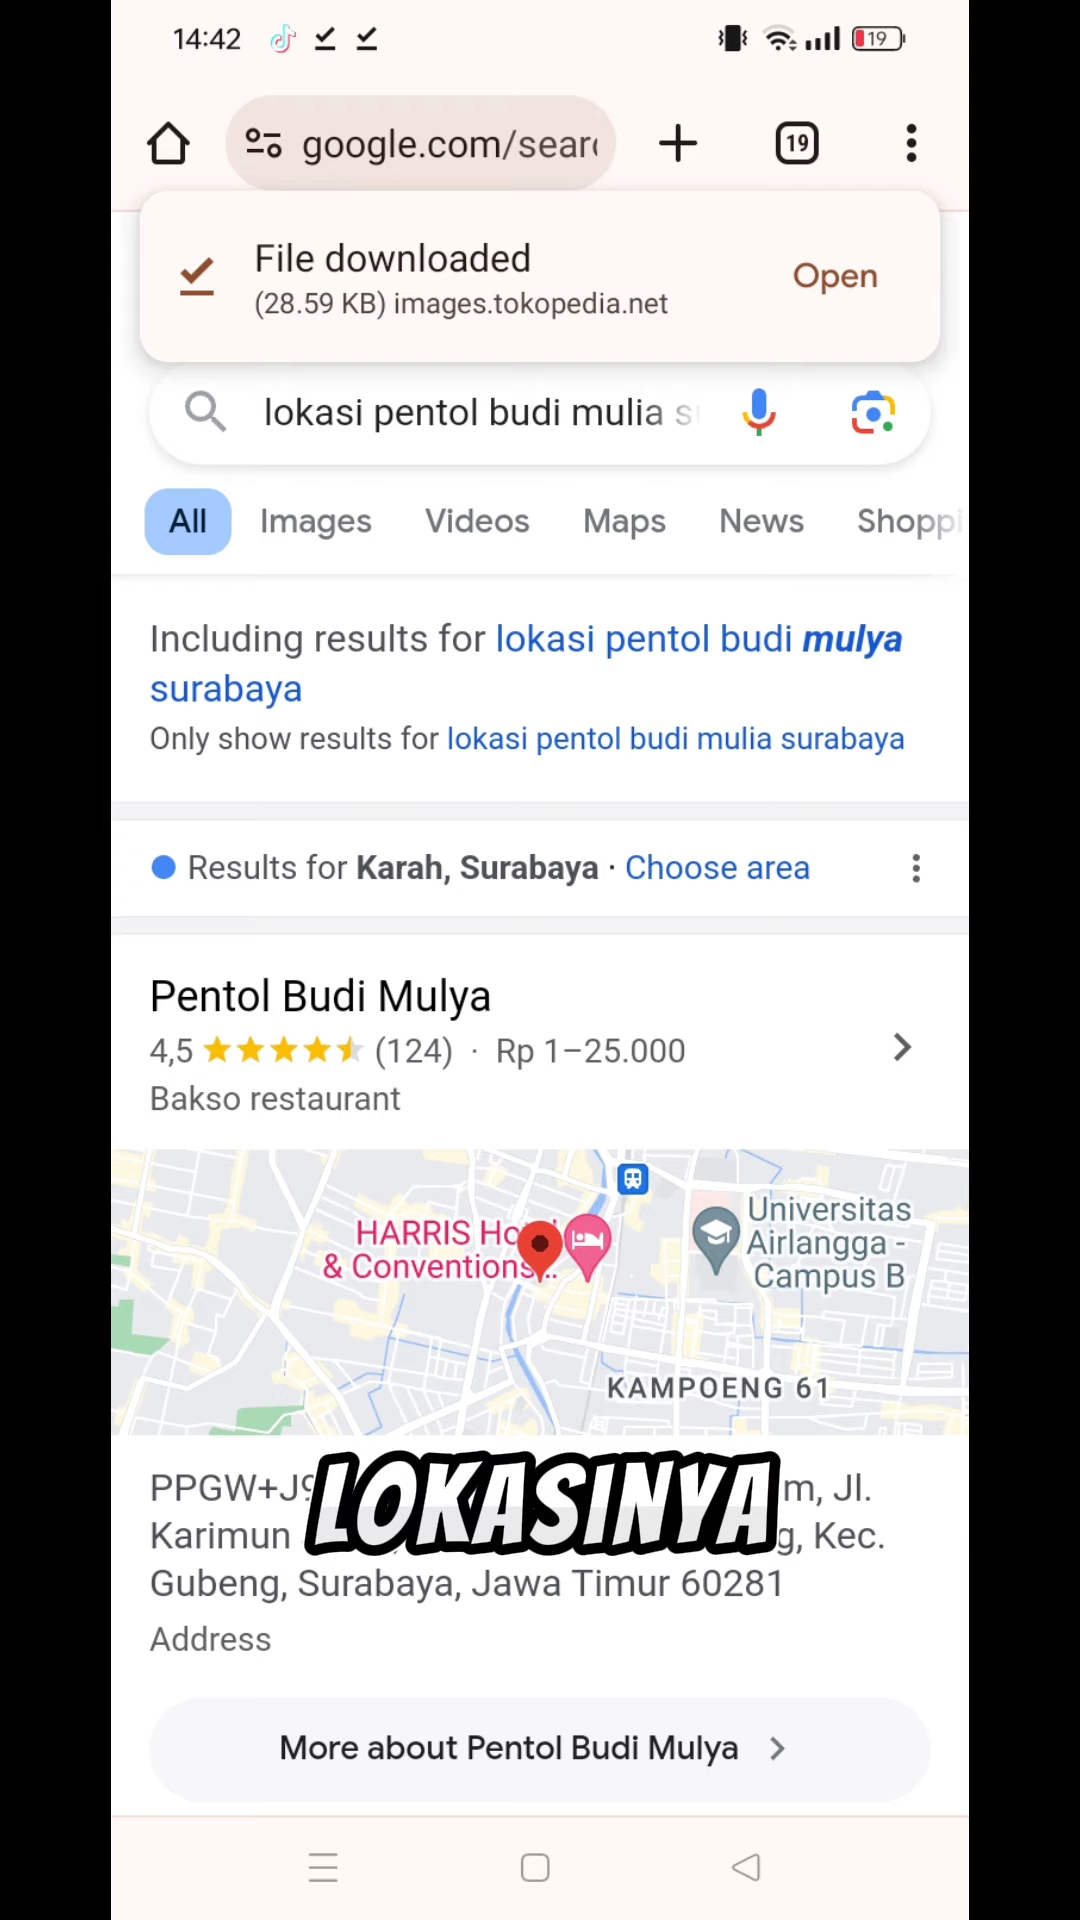 14:42
19
google.com/sear
19
File downloaded
(28.59 KB) images.tokopedia.net
Open
lokasi pentol budi mulia s
All Images Videos Maps News Shoppi
Including results for lokasi pentol budi mulya
surabaya
Only show results for lokasi pentol budi mulia surabaya
Results for Karah, Surabaya · Choose area
Pentol Budi Mulya
4,5 (124) · Rp 1–25.000
Bakso restaurant
HARRIS Ho
& Conventions...
Universitas
Airlangga -
Campus B
KAMPOENG 61
LOKASINYA
PPGW+J9 m, Jl.
Karimun g, Kec.
Gubeng, Surabaya, Jawa Timur 60281
Address
More about Pentol Budi Mulya